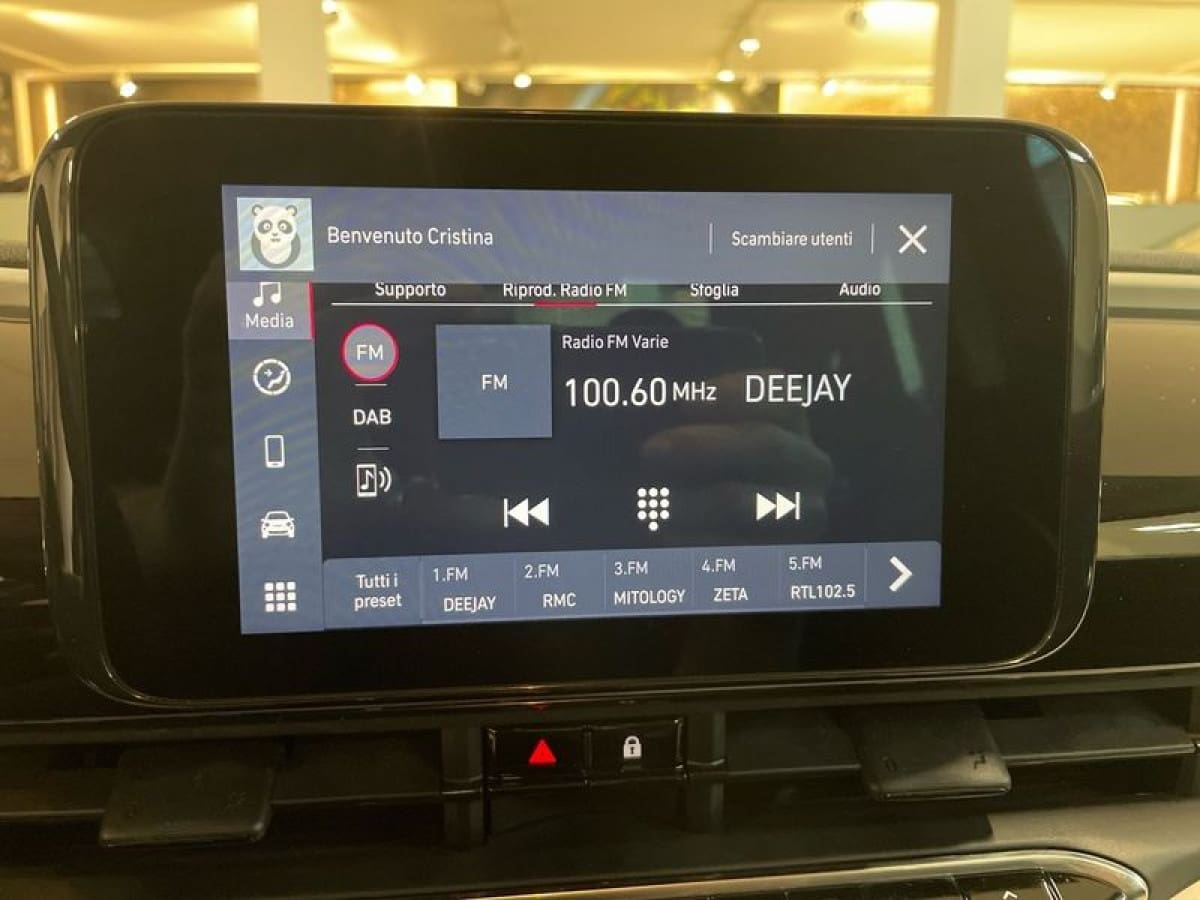 Benvenuto Cristina
Scambiare utenti
Media
Supporto
Riprod. Radio FM
Sfoglia
Audio
FM
DAB
FM
Radio FM Varie
100.60 MHz DEEJAY
Tutti i
preset
1.FM
DEEJAY
2.FM
RMC
3.FM
MITOLOGY
4.FM
ZETA
5.FM
RTL102.5